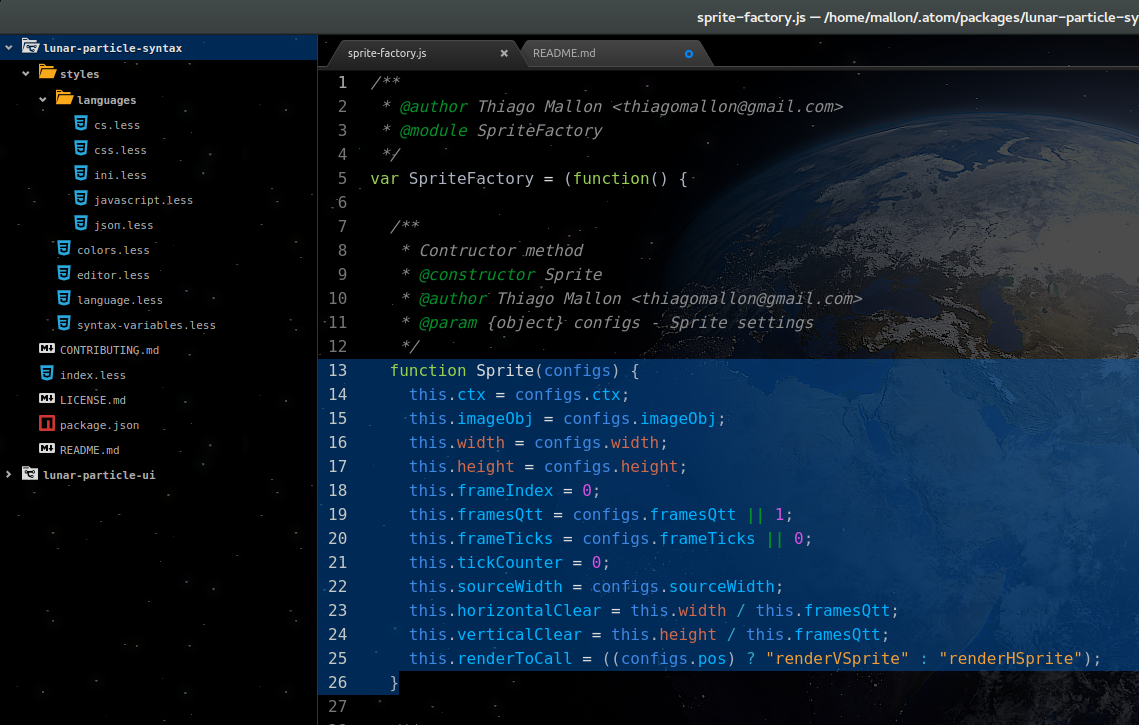 sprite-factory.js — /home/mallon/.atom/packages/lunar-particle-sy
lunar-particle-syntax
styles
languages
cs.less
css.less
ini.less
javascript.less
json.less
colors.less
editor.less
language.less
syntax-variables.less
CONTRIBUTING.md
index.less
LICENSE.md
package.json
README.md
lunar-particle-ui
sprite-factory.js
README.md
1 /**
2  * @author Thiago Mallon <thiagomallon@gmail.com>
3  * @module SpriteFactory
4  */
5 var SpriteFactory = (function() {
6
7   /**
8    * Contructor method
9    * @constructor Sprite
10    * @author Thiago Mallon <thiagomallon@gmail.com>
11    * @param {object} configs - Sprite settings
12    */
13   function Sprite(configs) {
14     this.ctx = configs.ctx;
15     this.imageObj = configs.imageObj;
16     this.width = configs.width;
17     this.height = configs.height;
18     this.frameIndex = 0;
19     this.framesQtt = configs.framesQtt || 1;
20     this.frameTicks = configs.frameTicks || 0;
21     this.tickCounter = 0;
22     this.sourceWidth = configs.sourceWidth;
23     this.horizontalClear = this.width / this.framesQtt;
24     this.verticalClear = this.height / this.framesQtt;
25     this.renderToCall = ((configs.pos) ? "renderVSprite" : "renderHSprite");
26   }
27